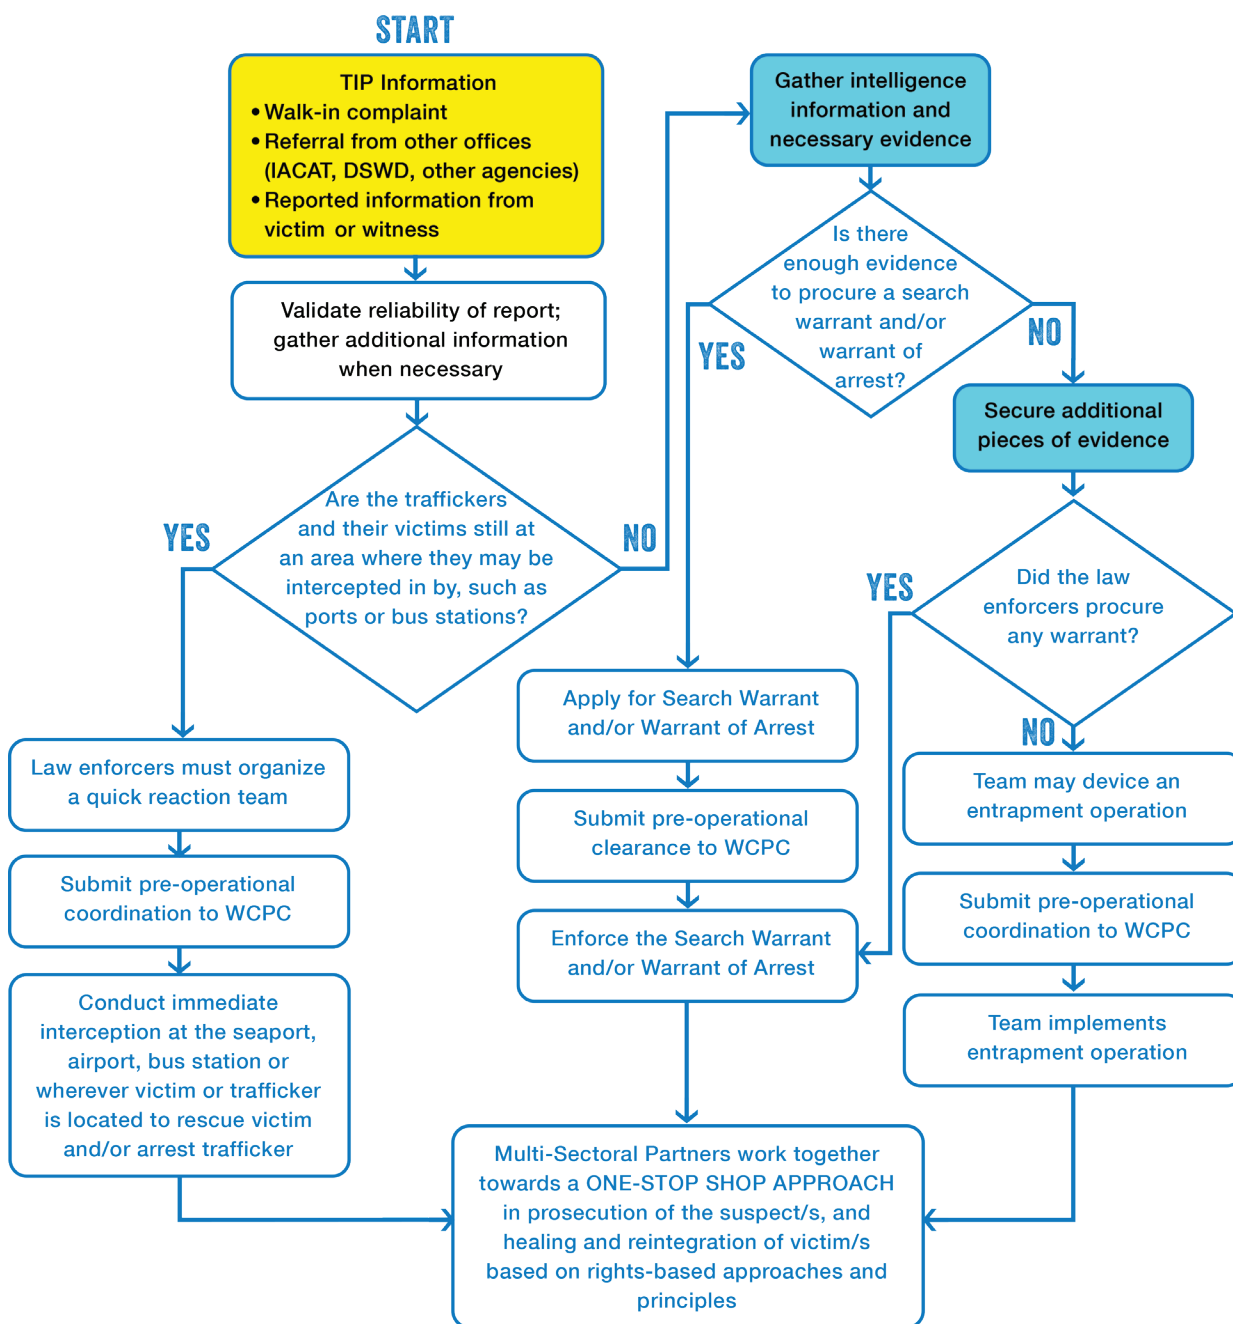 START
TIP Information
• Walk-in complaint
• Referral from other offices
(IACAT, DSWD, other agencies)
• Reported information from
victim or witness
Validate reliability of report;
gather additional information
when necessary
Are the traffickers
and their victims still at
an area where they may be
intercepted in by, such as
ports or bus stations?
YES
NO
Law enforcers must organize
a quick reaction team
Submit pre-operational
coordination to WCPC
Conduct immediate
interception at the seaport,
airport, bus station or
wherever victim or trafficker
is located to rescue victim
and/or arrest trafficker
Gather intelligence
information and
necessary evidence
Is there
enough evidence
to procure a search
warrant and/or
warrant of
arrest?
YES
NO
Apply for Search Warrant
and/or Warrant of Arrest
Submit pre-operational
clearance to WCPC
Enforce the Search Warrant
and/or Warrant of Arrest
Secure additional
pieces of evidence
Did the law
enforcers procure
any warrant?
YES
NO
Team may device an
entrapment operation
Submit pre-operational
coordination to WCPC
Team implements
entrapment operation
Multi-Sectoral Partners work together
towards a ONE-STOP SHOP APPROACH
in prosecution of the suspect/s, and
healing and reintegration of victim/s
based on rights-based approaches and
principles